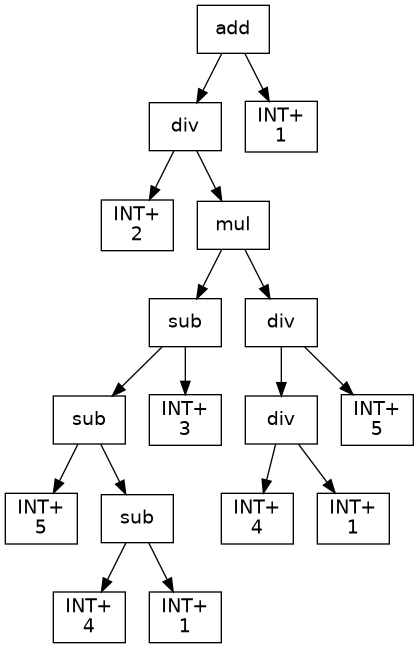 add
div
INT+
1
INT+
2
mul
sub
div
sub
INT+
3
div
INT+
5
INT+
5
sub
INT+
4
INT+
1
INT+
4
INT+
1